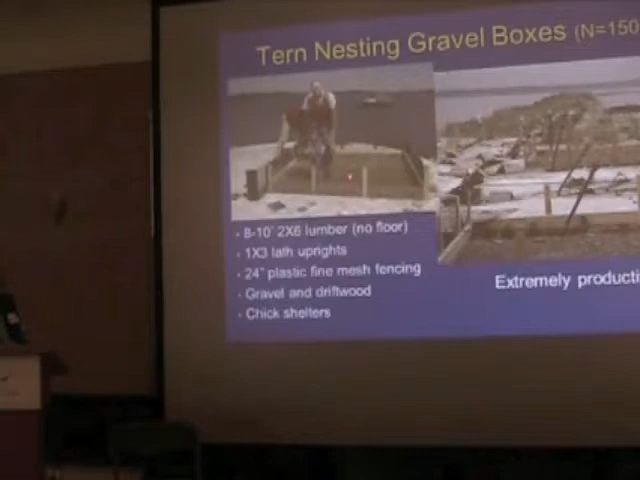 Tern Nesting Gravel Boxes (N=150
- 8-10' 2X6 lumber (no floor)
- 1X3 lath uprights
- 24" plastic fine mesh fencing
- Gravel and driftwood
- Chick shelters
Extremely producti